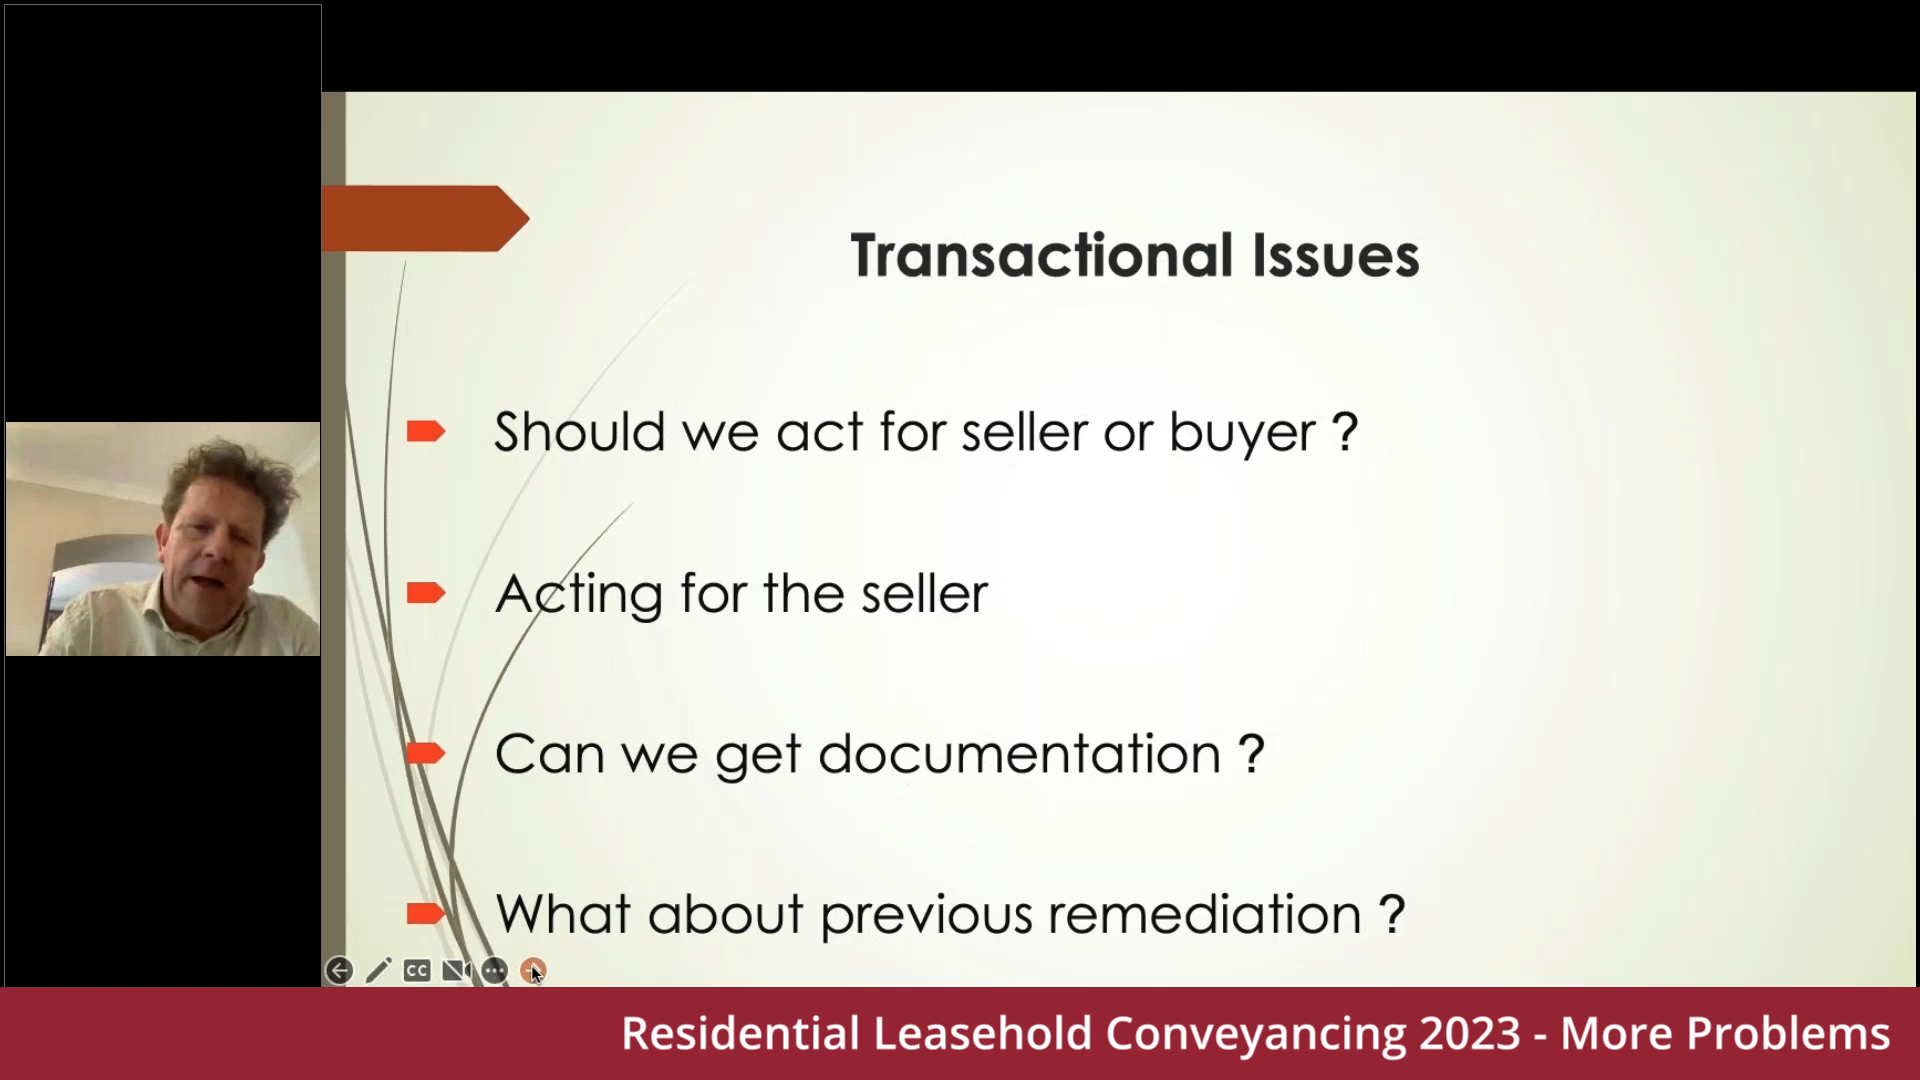 Transactional Issues
Should we act for seller or buyer ?
Acting for the seller
Can we get documentation ?
What about previous remediation ?
CC
Residential Leasehold Conveyancing 2023 - More Problems